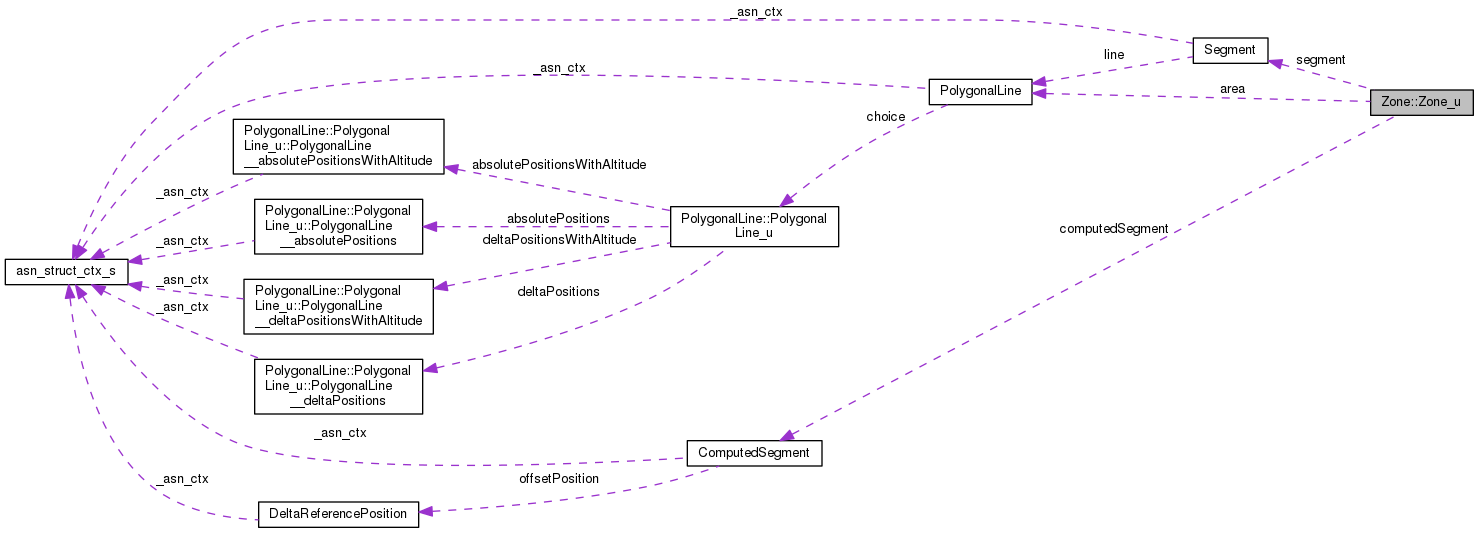 _asn_ctx
Segment
line
segment
_asn_ctx
PolygonalLine
area
Zone::Zone_u
choice
PolygonalLine::Polygonal
Line_u::PolygonalLine
__absolutePositionsWithAltitude
absolutePositionsWithAltitude
_asn_ctx
PolygonalLine::Polygonal
Line_u::PolygonalLine
__absolutePositions
absolutePositions
PolygonalLine::Polygonal
Line_u
computedSegment
_asn_ctx
deltaPositionsWithAltitude
asn_struct_ctx_s
_asn_ctx
PolygonalLine::Polygonal
Line_u::PolygonalLine
__deltaPositionsWithAltitude
deltaPositions
_asn_ctx
PolygonalLine::Polygonal
Line_u::PolygonalLine
__deltaPositions
_asn_ctx
ComputedSegment
_asn_ctx
offsetPosition
DeltaReferencePosition